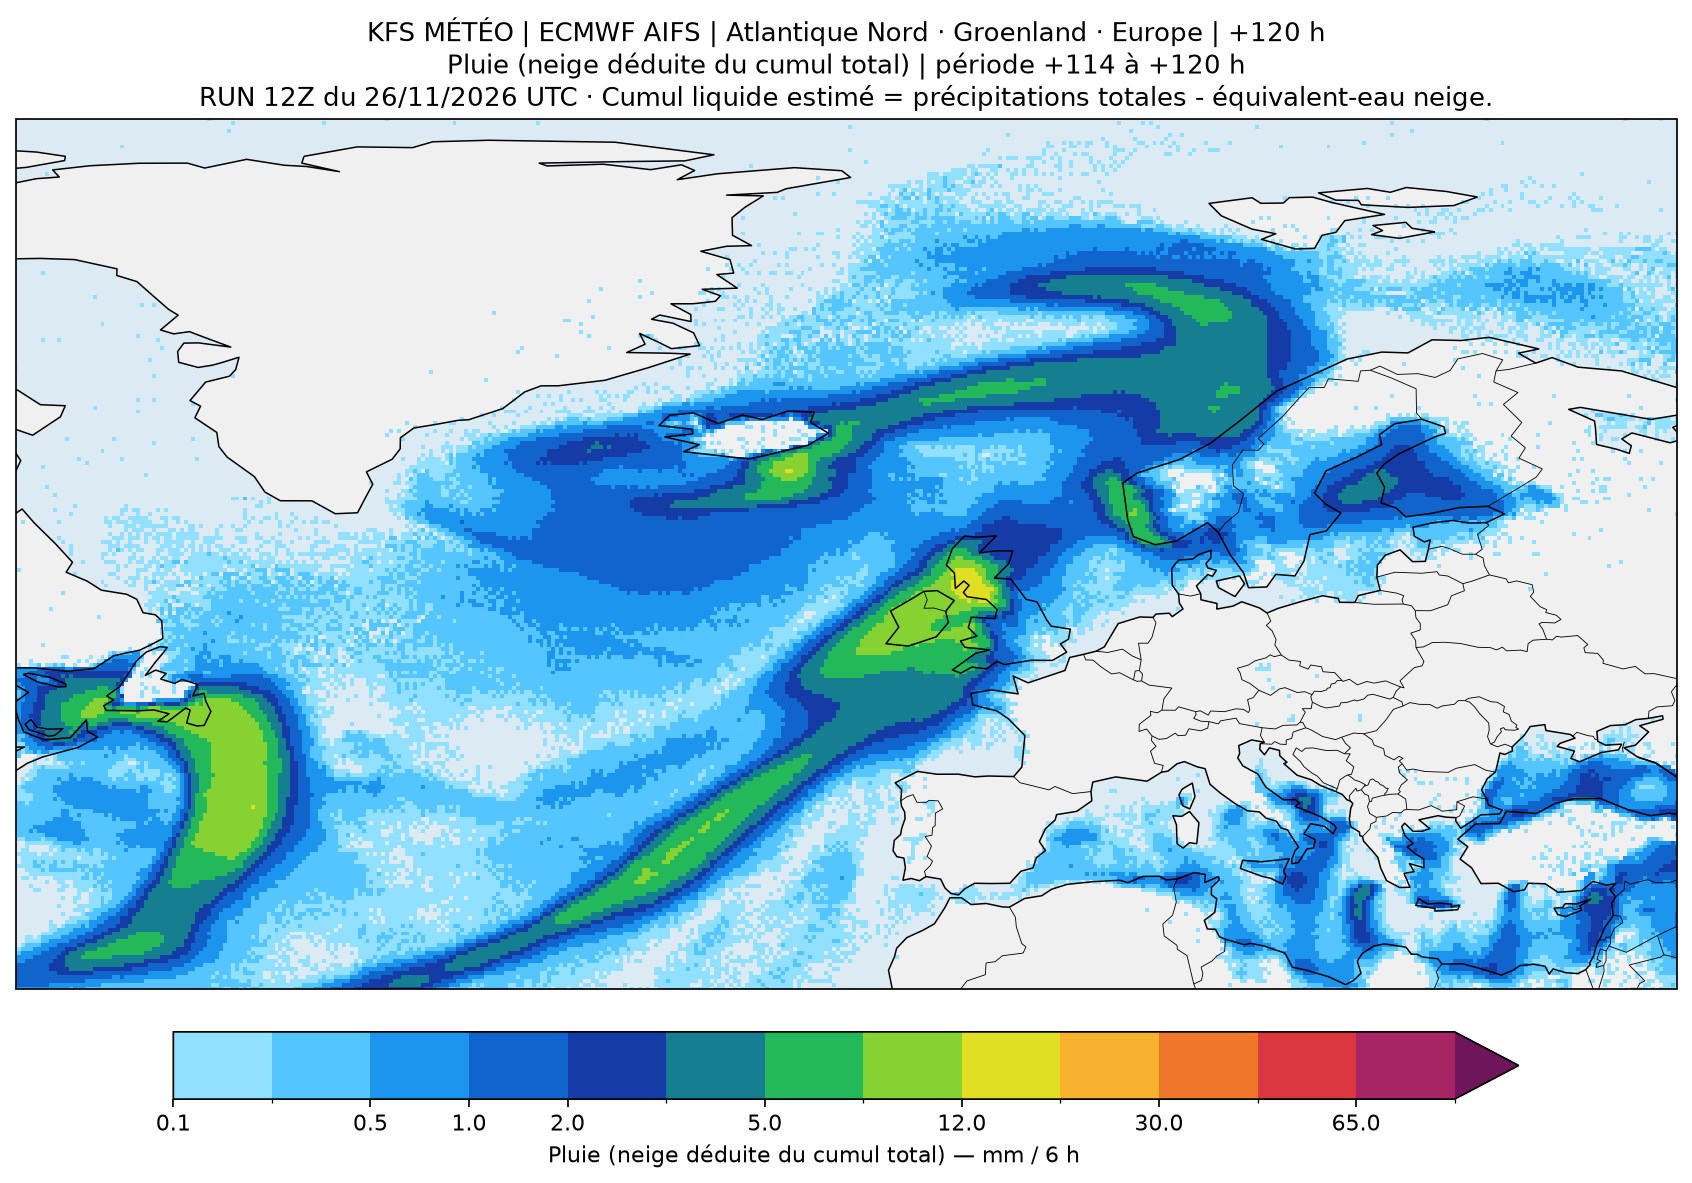 KFS MÉTÉO | ECMWF AIFS | Atlantique Nord · Groenland · Europe | +120 h
Pluie (neige déduite du cumul total) | période +114 à +120 h
RUN 12Z du 26/11/2026 UTC · Cumul liquide estimé = précipitations totales - équivalent-eau neige.
0.1 0.5 1.0 2.0 5.0 12.0 30.0 65.0
Pluie (neige déduite du cumul total) — mm / 6 h